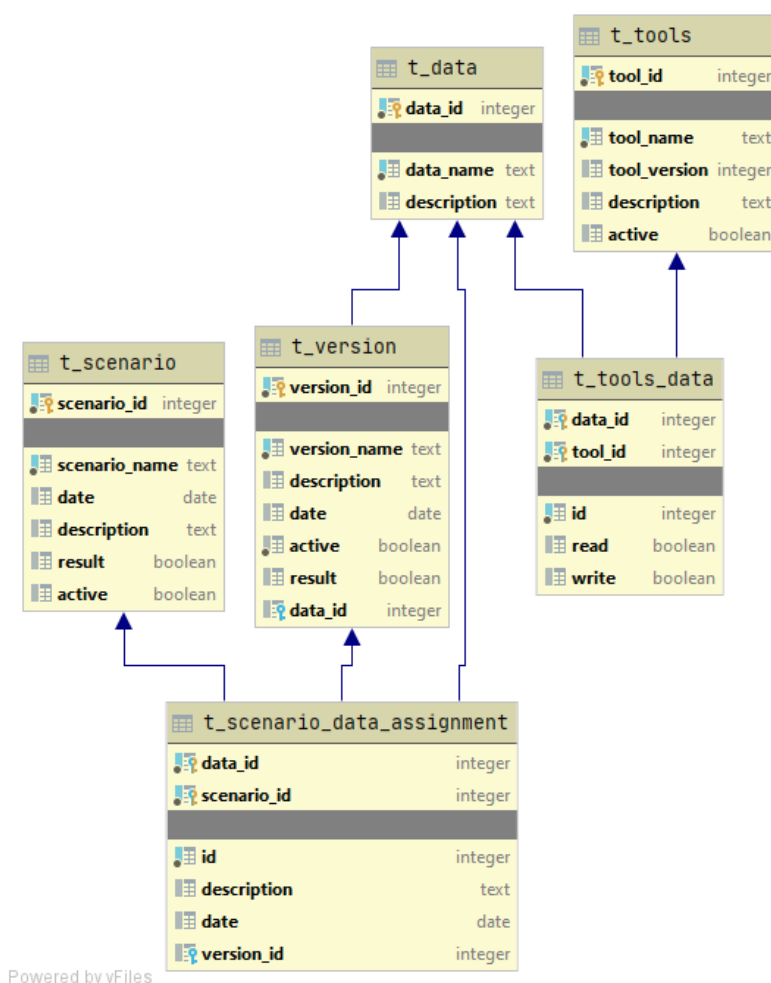 t_tools
tool_id integer
tool_name text
tool_version integer
description text
active boolean
t_data
data_id integer
data_name text
description text
t_scenario
scenario_id integer
scenario_name text
date date
description text
result boolean
active boolean
t_version
version_id integer
version_name text
description text
date date
active boolean
result boolean
data_id integer
t_tools_data
data_id integer
tool_id integer
id integer
read boolean
write boolean
t_scenario_data_assignment
data_id integer
scenario_id integer
id integer
description text
date date
version_id integer
Powered by yFiles